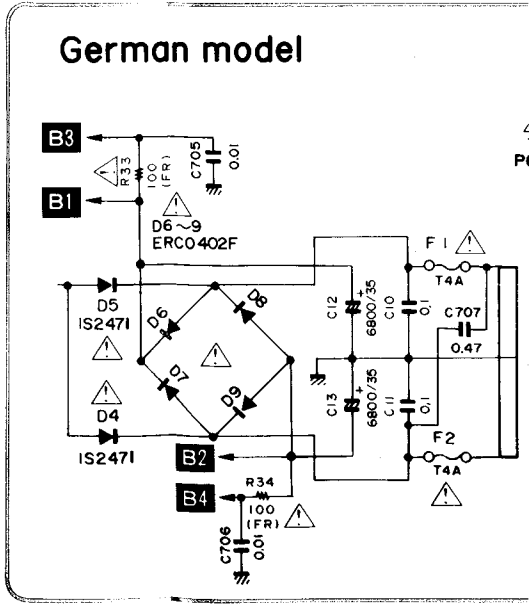 German model
B3
R33
100
(FR)
C705
0.01
B1
D6~9
ERC0402F
F1
T4A
D5
1S2471
D6
D8
C12
6800/35
+
C10
0.1
C707
0.47
D7
D9
C13
6800/35
+
C11
0.1
D4
1S2471
F2
T4A
B2
B4
R34
100
(FR)
C706
0.01